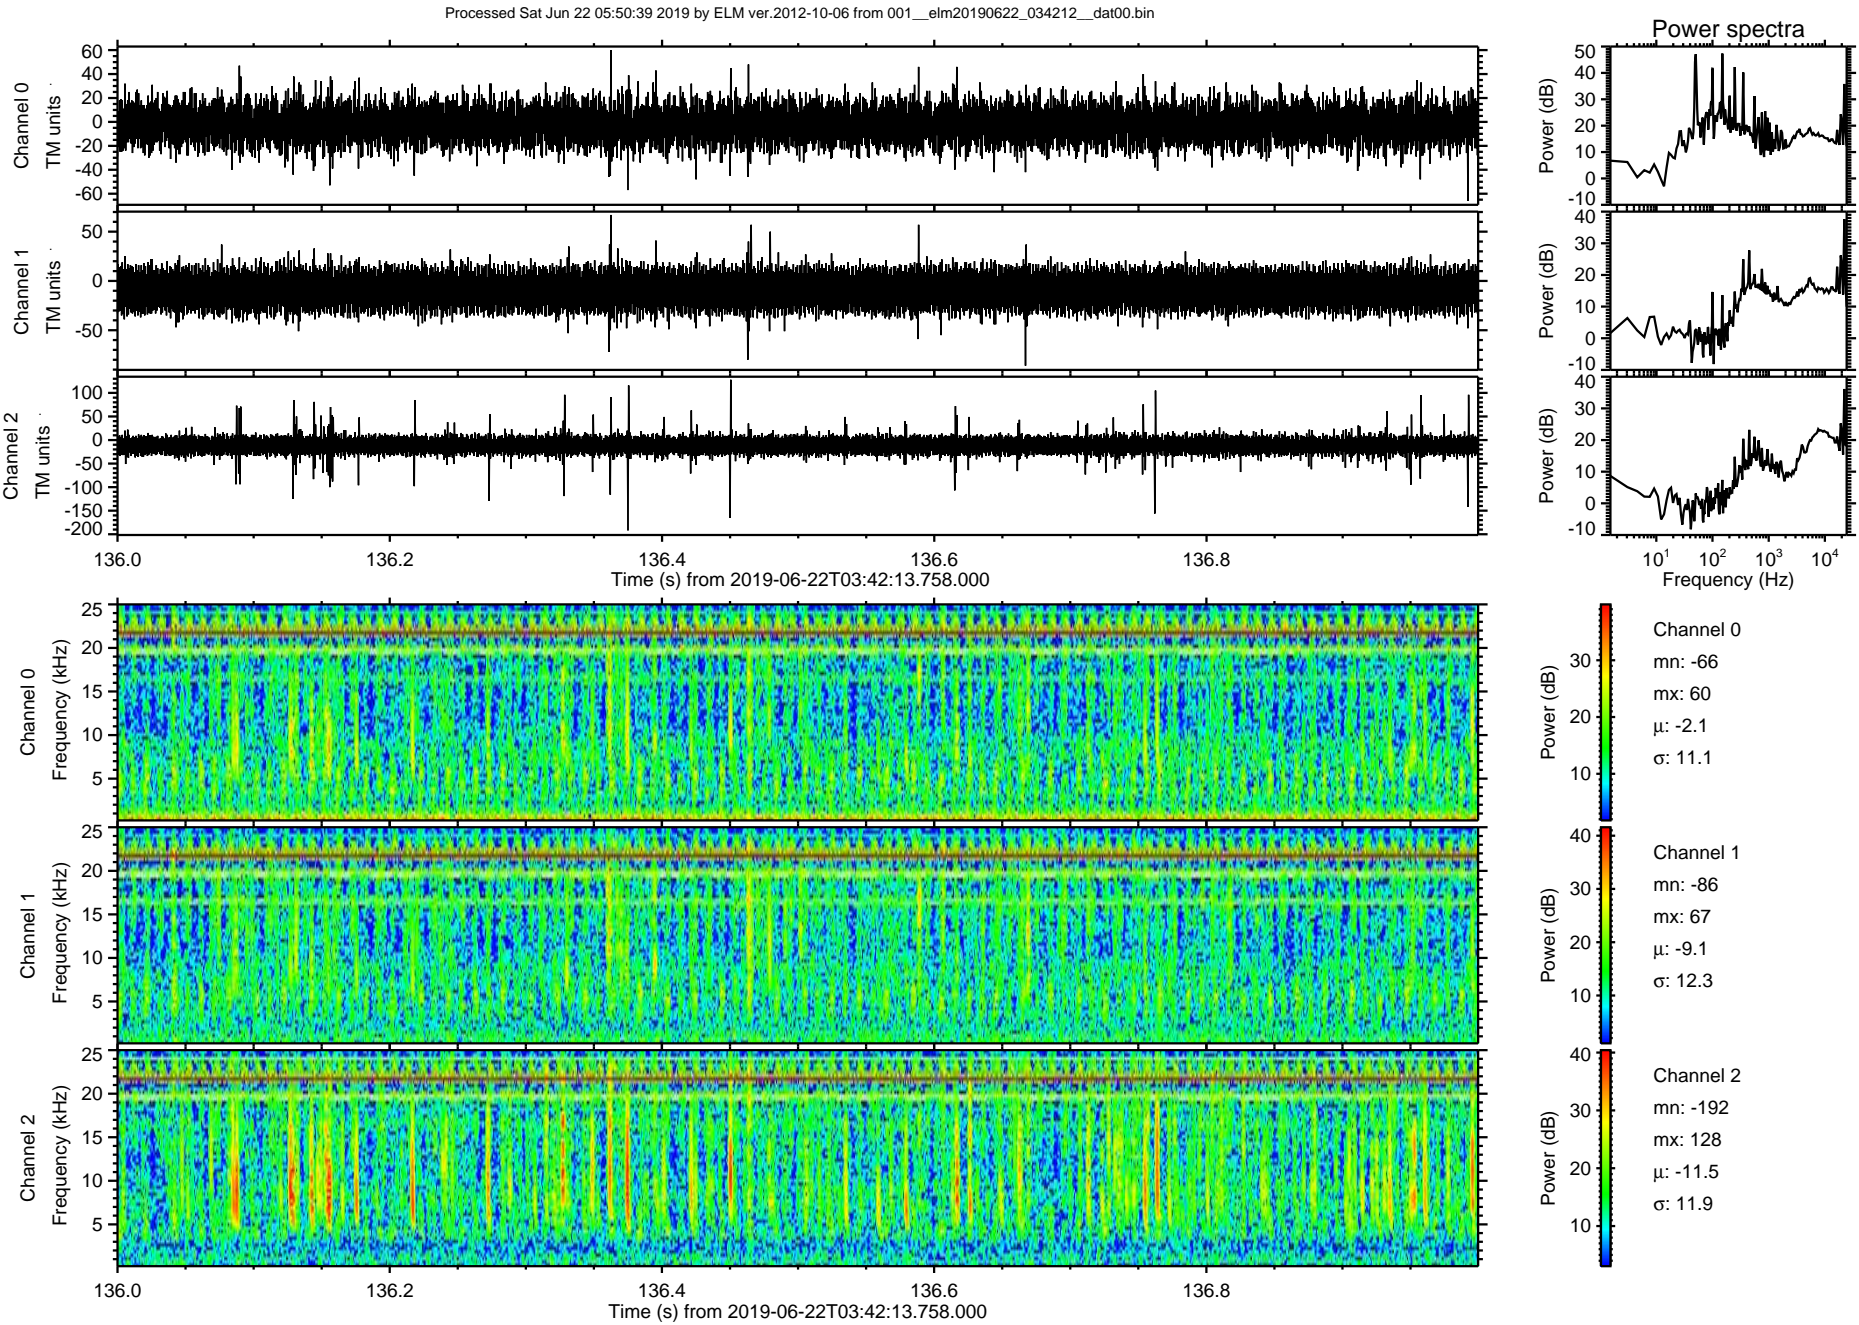 Processed Sat Jun 22 05:50:39 2019 by ELM ver.2012-10-06 from 001__elm20190622_034212__dat00.bin
Power spectra
Channel 0
TM units
60
40
20
0
-20
-40
-60
Power (dB)
50
40
30
20
10
0
-10
Channel 1
TM units
50
0
-50
Power (dB)
40
30
20
10
0
-10
Channel 2
TM units
100
50
0
-50
-100
-150
-200
Power (dB)
40
30
20
10
0
-10
136.0 136.2 136.4 136.6 136.8
Time (s) from 2019-06-22T03:42:13.758.000
10^1 10^2 10^3 10^4
Frequency (Hz)
Channel 0
Frequency (kHz)
25
20
15
10
5
Power (dB)
30
20
10
Channel 0
mn: -66
mx: 60
μ: -2.1
σ: 11.1
Channel 1
Frequency (kHz)
25
20
15
10
5
Power (dB)
40
30
20
10
Channel 1
mn: -86
mx: 67
μ: -9.1
σ: 12.3
Channel 2
Frequency (kHz)
25
20
15
10
5
Power (dB)
40
30
20
10
Channel 2
mn: -192
mx: 128
μ: -11.5
σ: 11.9
136.0 136.2 136.4 136.6 136.8
Time (s) from 2019-06-22T03:42:13.758.000